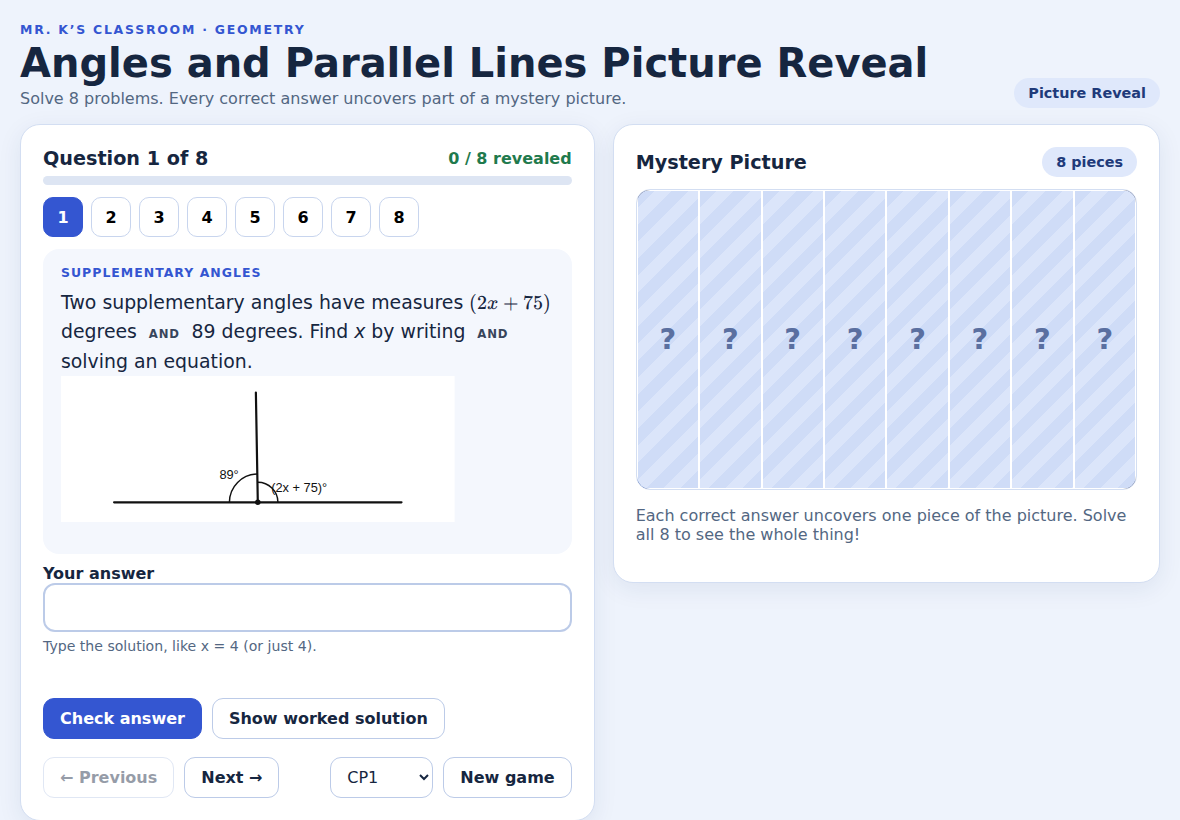 MR. K’S CLASSROOM · GEOMETRY
Angles and Parallel Lines Picture Reveal
Solve 8 problems. Every correct answer uncovers part of a mystery picture.
Picture Reveal
Question 1 of 8
0 / 8 revealed
1 2 3 4 5 6 7 8
SUPPLEMENTARY ANGLES
Two supplementary angles have measures (2x + 75)
degrees AND 89 degrees. Find x by writing AND
solving an equation.
89°
(2x + 75)°
Your answer
Type the solution, like x = 4 (or just 4).
Check answer
Show worked solution
← Previous
Next →
CP1
New game
Mystery Picture
8 pieces
? ? ? ? ? ? ? ?
Each correct answer uncovers one piece of the picture. Solve
all 8 to see the whole thing!